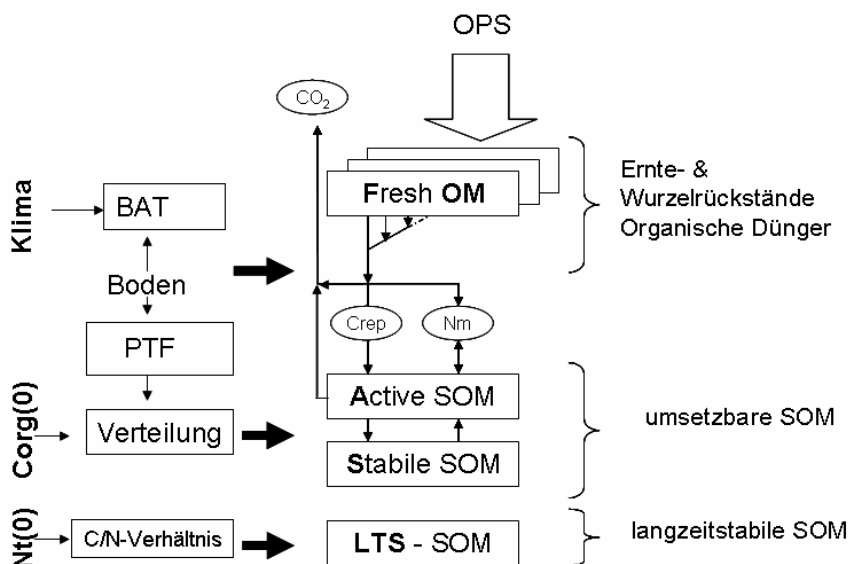 OPS
CO₂
Fresh OM
Ernte- &
Wurzelrückstände
Organische Dünger
Klima
BAT
Boden
PTF
Crep
Nm
Active SOM
Corg(0)
Verteilung
Stabile SOM
umsetzbare SOM
Nt(0)
C/N-Verhältnis
LTS - SOM
langzeitstabile SOM